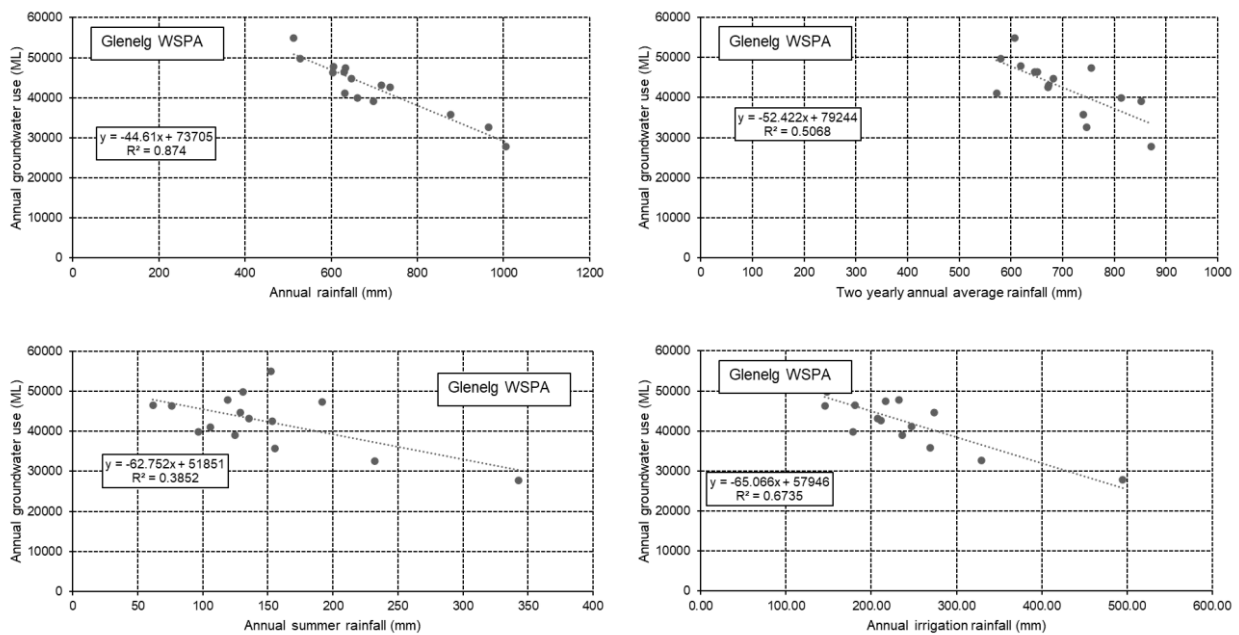 Annual groundwater use (ML)
60000
50000
40000
30000
20000
10000
0
Glenelg WSPA
y = -44.61x + 73705
R² = 0.874
0 200 400 600 800 1000 1200
Annual rainfall (mm)
Annual groundwater use (ML)
60000
50000
40000
30000
20000
10000
0
Glenelg WSPA
y = -52.422x + 79244
R² = 0.5068
0 100 200 300 400 500 600 700 800 900 1000
Two yearly annual average rainfall (mm)
Annual groundwater use (ML)
60000
50000
40000
30000
20000
10000
0
Glenelg WSPA
y = -62.752x + 51851
R² = 0.3852
0 50 100 150 200 250 300 350 400
Annual summer rainfall (mm)
Annual groundwater use (ML)
60000
50000
40000
30000
20000
10000
0
Glenelg WSPA
y = -65.066x + 57946
R² = 0.6735
0.00 100.00 200.00 300.00 400.00 500.00 600.00
Annual irrigation rainfall (mm)